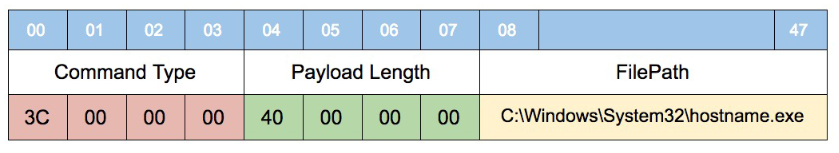 00 01 02 03 04 05 06 07 08 47
Command Type Payload Length FilePath
3C 00 00 00 40 00 00 00 C:\Windows\System32\hostname.exe